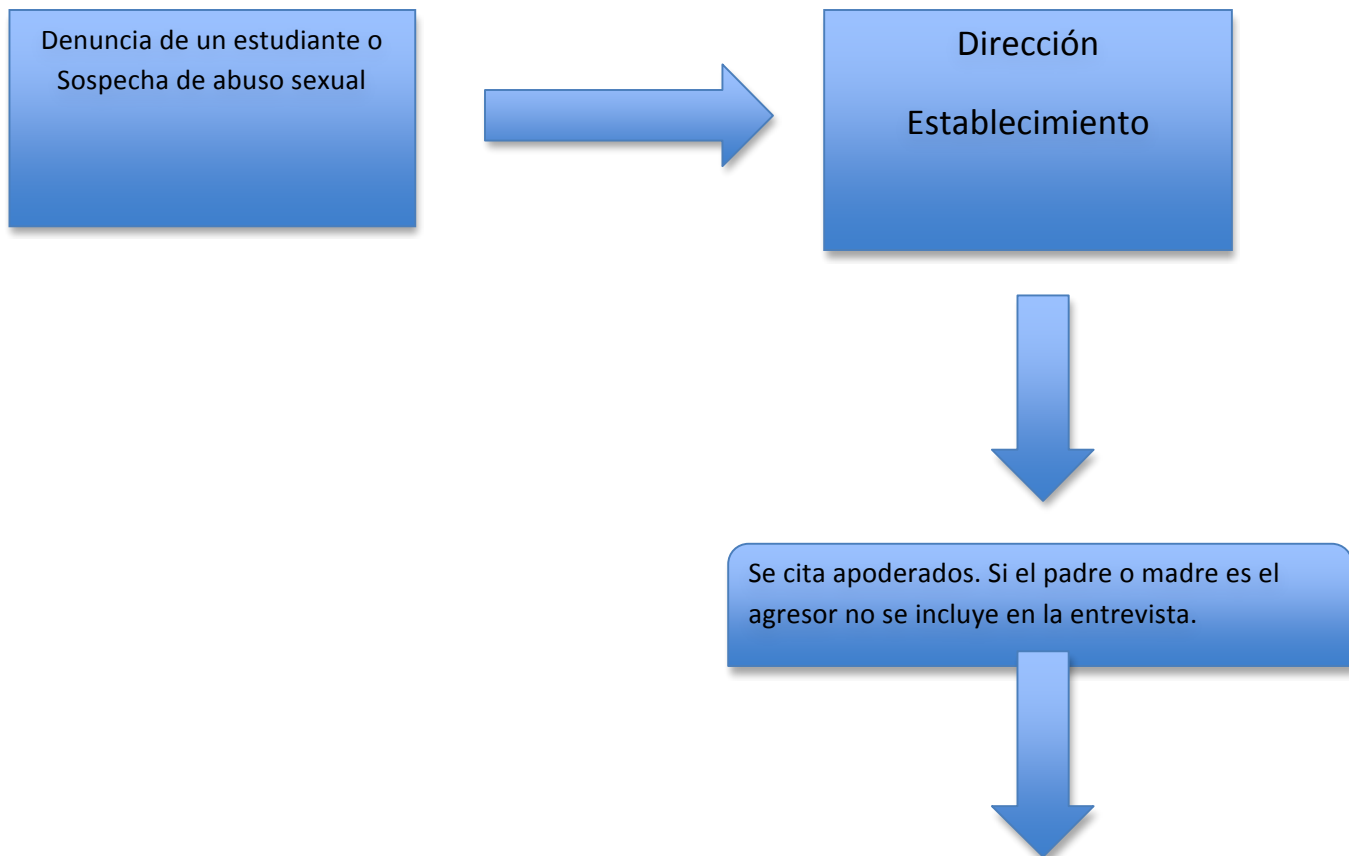 Denuncia de un estudiante o
Sospecha de abuso sexual
Dirección
Establecimiento
Se cita apoderados. Si el padre o madre es el
agresor no se incluye en la entrevista.